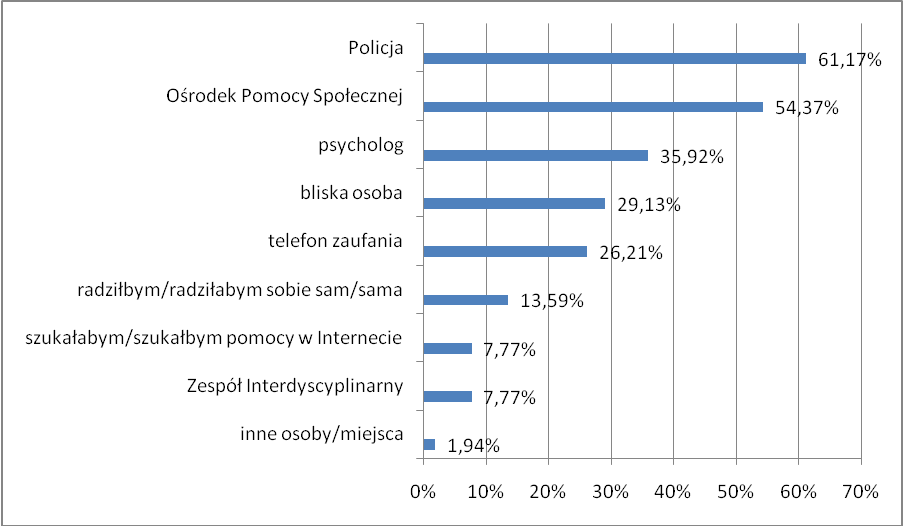 Policja 61,17%
Ośrodek Pomocy Społecznej 54,37%
psycholog 35,92%
bliska osoba 29,13%
telefon zaufania 26,21%
radziłbym/radziłabym sobie sam/sama 13,59%
szukałabym/szukałbym pomocy w Internecie 7,77%
Zespół Interdyscyplinarny 7,77%
inne osoby/miejsca 1,94%
0% 10% 20% 30% 40% 50% 60% 70%